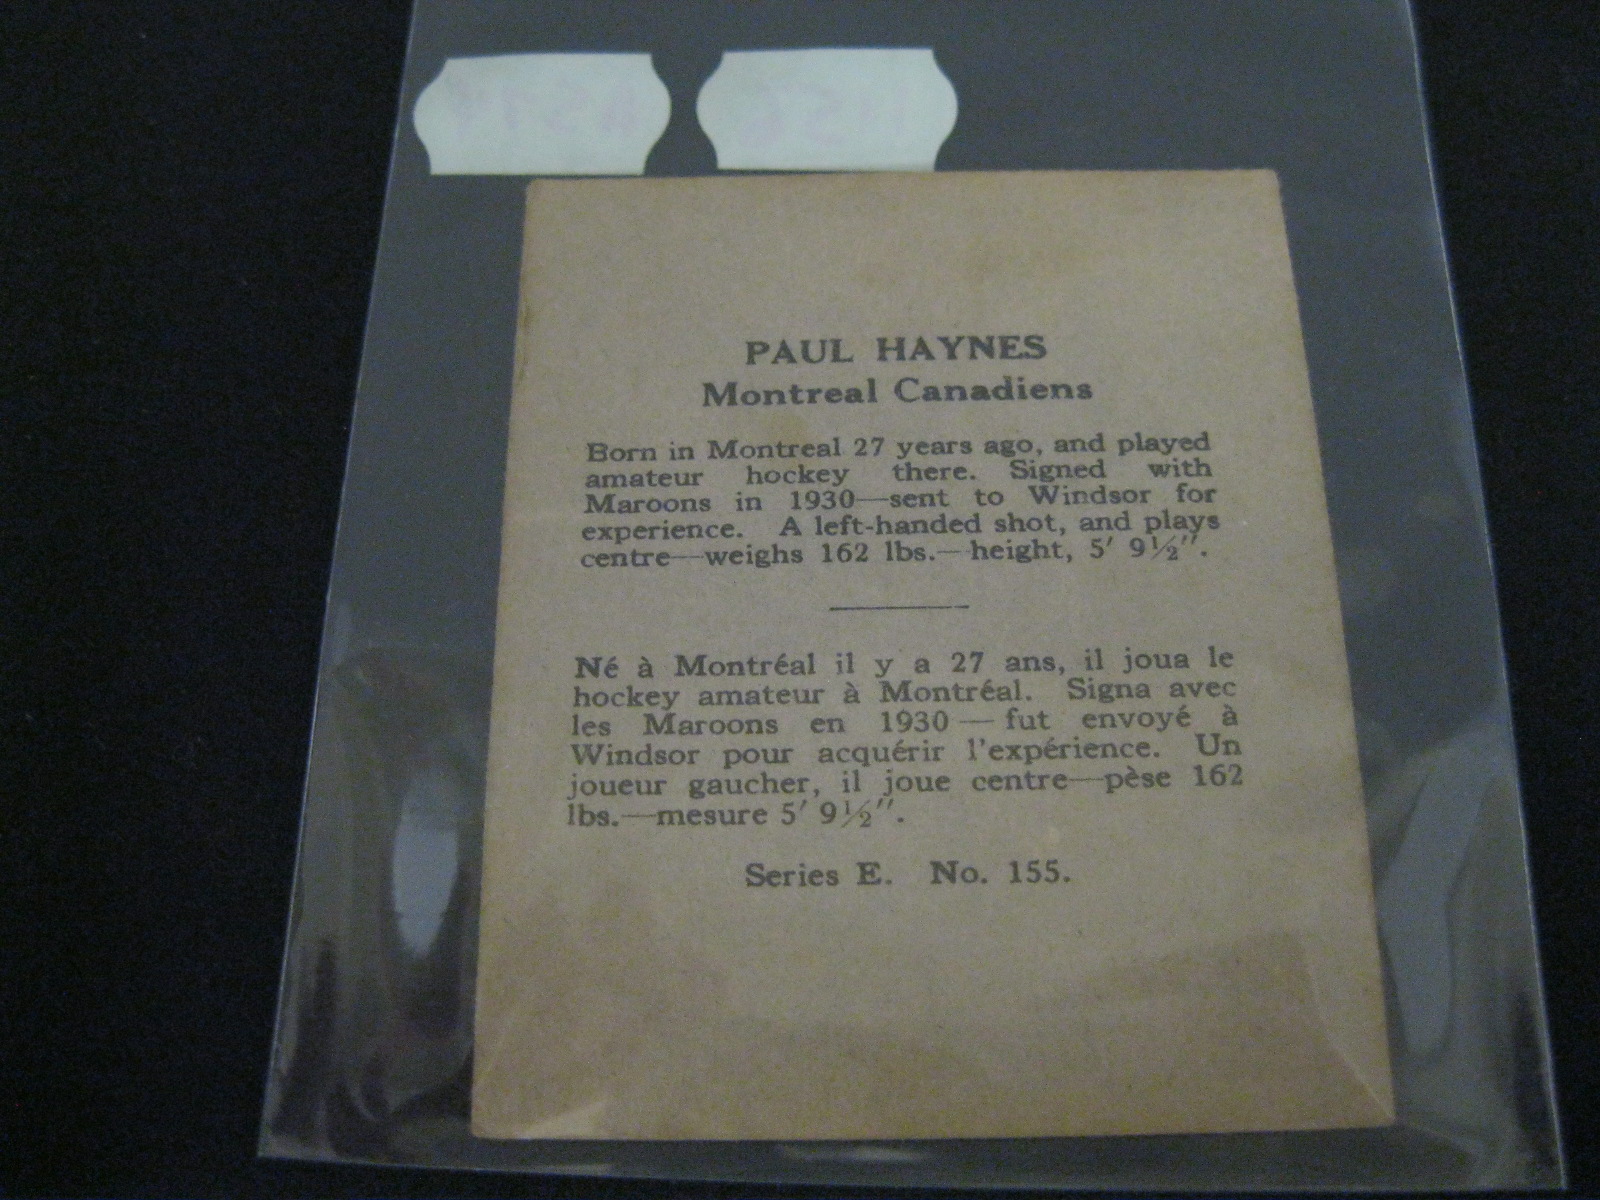 PAUL HAYNES
Montreal Canadiens
Born in Montreal 27 years ago, and played
amateur hockey there. Signed with
Maroons in 1930—sent to Windsor for
experience. A left-handed shot, and plays
centre—weighs 162 lbs.—height, 5′ 9½″.
Né à Montréal il y a 27 ans, il joua le
hockey amateur à Montréal. Signa avec
les Maroons en 1930—fut envoyé à
Windsor pour acquérir l'expérience. Un
joueur gaucher, il joue centre—pèse 162
lbs.—mesure 5′ 9½″.
Series E. No. 155.